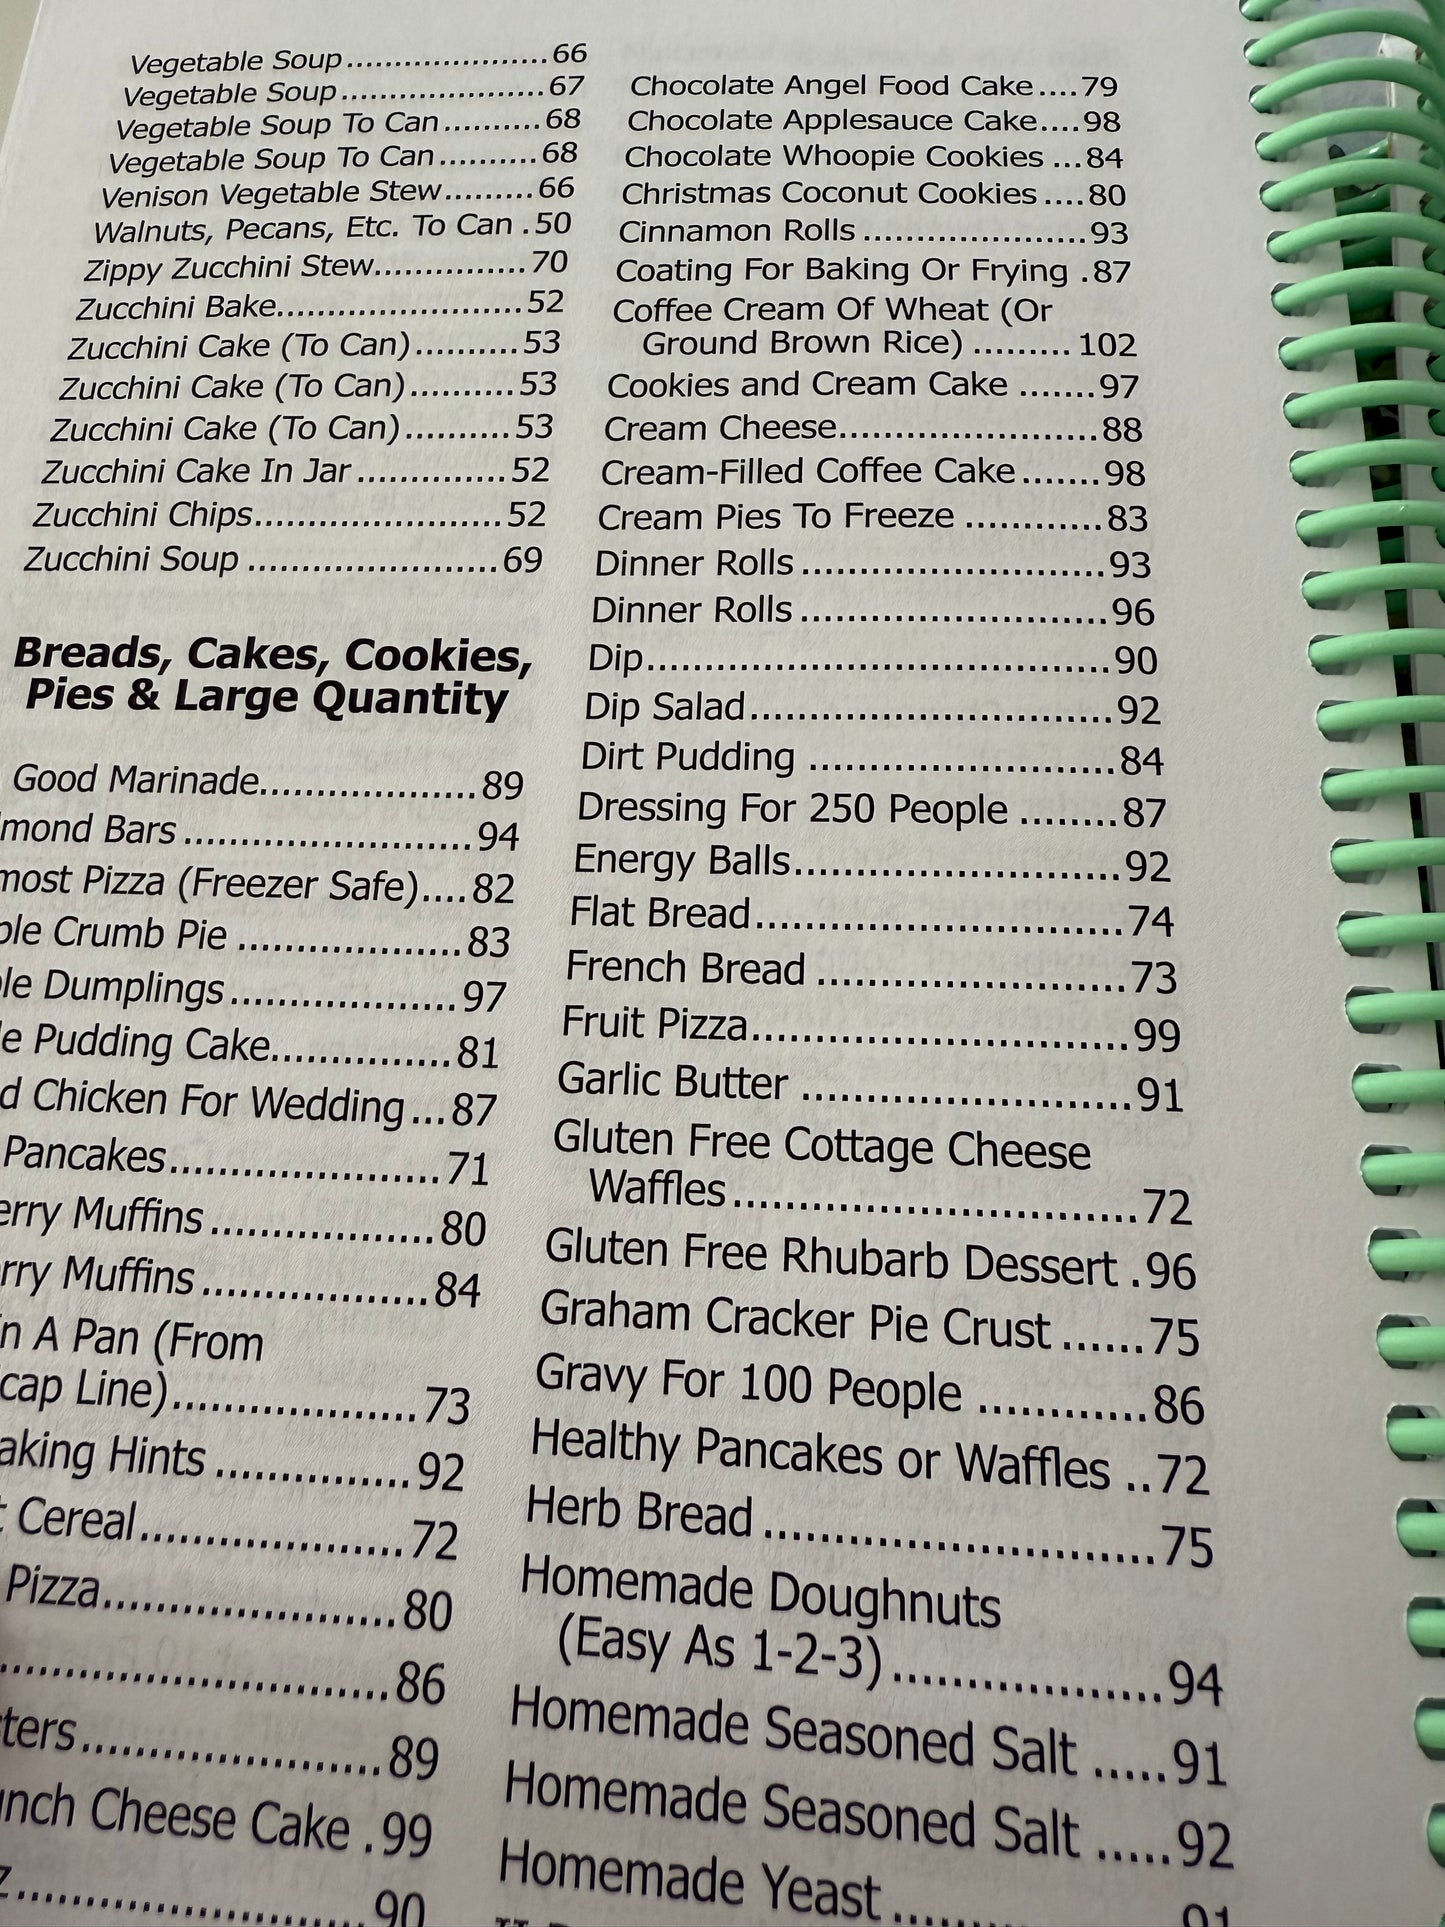 Vegetable Soup.....................66
Vegetable Soup.....................67
Vegetable Soup To Can..........68
Vegetable Soup To Can..........68
Venison Vegetable Stew.........66
Walnuts, Pecans, Etc. To Can .50
Zippy Zucchini Stew...............70
Zucchini Bake.......................52
Zucchini Cake (To Can)..........53
Zucchini Cake (To Can)..........53
Zucchini Cake (To Can)..........53
Zucchini Cake In Jar..............52
Zucchini Chips.......................52
Zucchini Soup .......................69
Breads, Cakes, Cookies,
Pies & Large Quantity
Good Marinade...................89
mond Bars ........................94
most Pizza (Freezer Safe)....82
ple Crumb Pie ...................83
le Dumplings...................97
e Pudding Cake...............81
d Chicken For Wedding...87
Pancakes......................71
erry Muffins..................80
rry Muffins...................84
n A Pan (From
cap Line)....................73
aking Hints ................92
t Cereal......................72
Pizza........................80
................................86
ters.........................89
unch Cheese Cake .99
.............................90
Chocolate Angel Food Cake....79
Chocolate Applesauce Cake....98
Chocolate Whoopie Cookies ...84
Christmas Coconut Cookies ....80
Cinnamon Rolls .....................93
Coating For Baking Or Frying .87
Coffee Cream Of Wheat (Or
Ground Brown Rice) .........102
Cookies and Cream Cake .......97
Cream Cheese........................88
Cream-Filled Coffee Cake.......98
Cream Pies To Freeze ............83
Dinner Rolls ..........................93
Dinner Rolls ..........................96
Dip.......................................90
Dip Salad..............................92
Dirt Pudding .........................84
Dressing For 250 People ........87
Energy Balls..........................92
Flat Bread.............................74
French Bread ........................73
Fruit Pizza.............................99
Garlic Butter .........................91
Gluten Free Cottage Cheese
Waffles...............................72
Gluten Free Rhubarb Dessert .96
Graham Cracker Pie Crust ......75
Gravy For 100 People ............86
Healthy Pancakes or Waffles ..72
Herb Bread ...........................75
Homemade Doughnuts
(Easy As 1-2-3)...................94
Homemade Seasoned Salt .....91
Homemade Seasoned Salt .....92
Homemade Yeast..................91